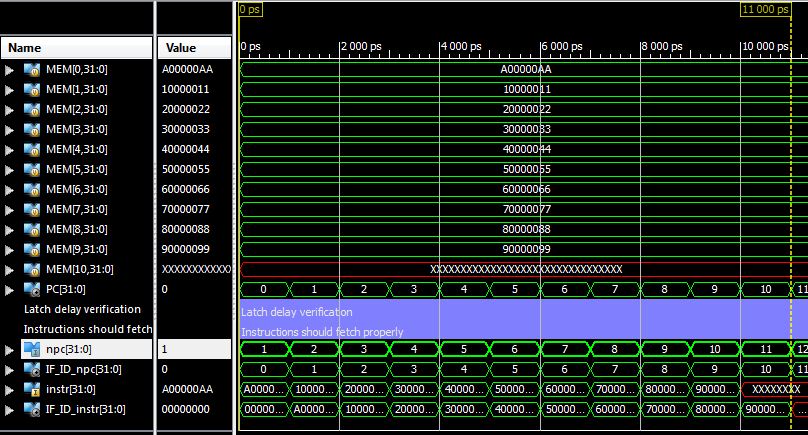 0 ps 11 000 ps
Name Value 0 ps 2 000 ps 4 000 ps 6 000 ps 8 000 ps 10 000 ps
MEM[0,31:0] A00000AA A00000AA
MEM[1,31:0] 10000011 10000011
MEM[2,31:0] 20000022 20000022
MEM[3,31:0] 30000033 30000033
MEM[4,31:0] 40000044 40000044
MEM[5,31:0] 50000055 50000055
MEM[6,31:0] 60000066 60000066
MEM[7,31:0] 70000077 70000077
MEM[8,31:0] 80000088 80000088
MEM[9,31:0] 90000099 90000099
MEM[10,31:0] XXXXXXXXXXXX XXXXXXXXXXXXXXXXXXXXXXXXXXXXXXXX
PC[31:0] 0 0 1 2 3 4 5 6 7 8 9 10 11
Latch delay verification Latch delay verification
Instructions should fetch Instructions should fetch properly
npc[31:0] 1 1 2 3 4 5 6 7 8 9 10 11 12
IF_ID_npc[31:0] 0 0 1 2 3 4 5 6 7 8 9 10 11
instr[31:0] A00000AA A0000... 10000... 20000... 30000... 40000... 50000... 60000... 70000... 80000... 90000... XXXXXXXX
IF_ID_instr[31:0] 00000000 00000... A0000... 10000... 20000... 30000... 40000... 50000... 60000... 70000... 80000... 90000... ...